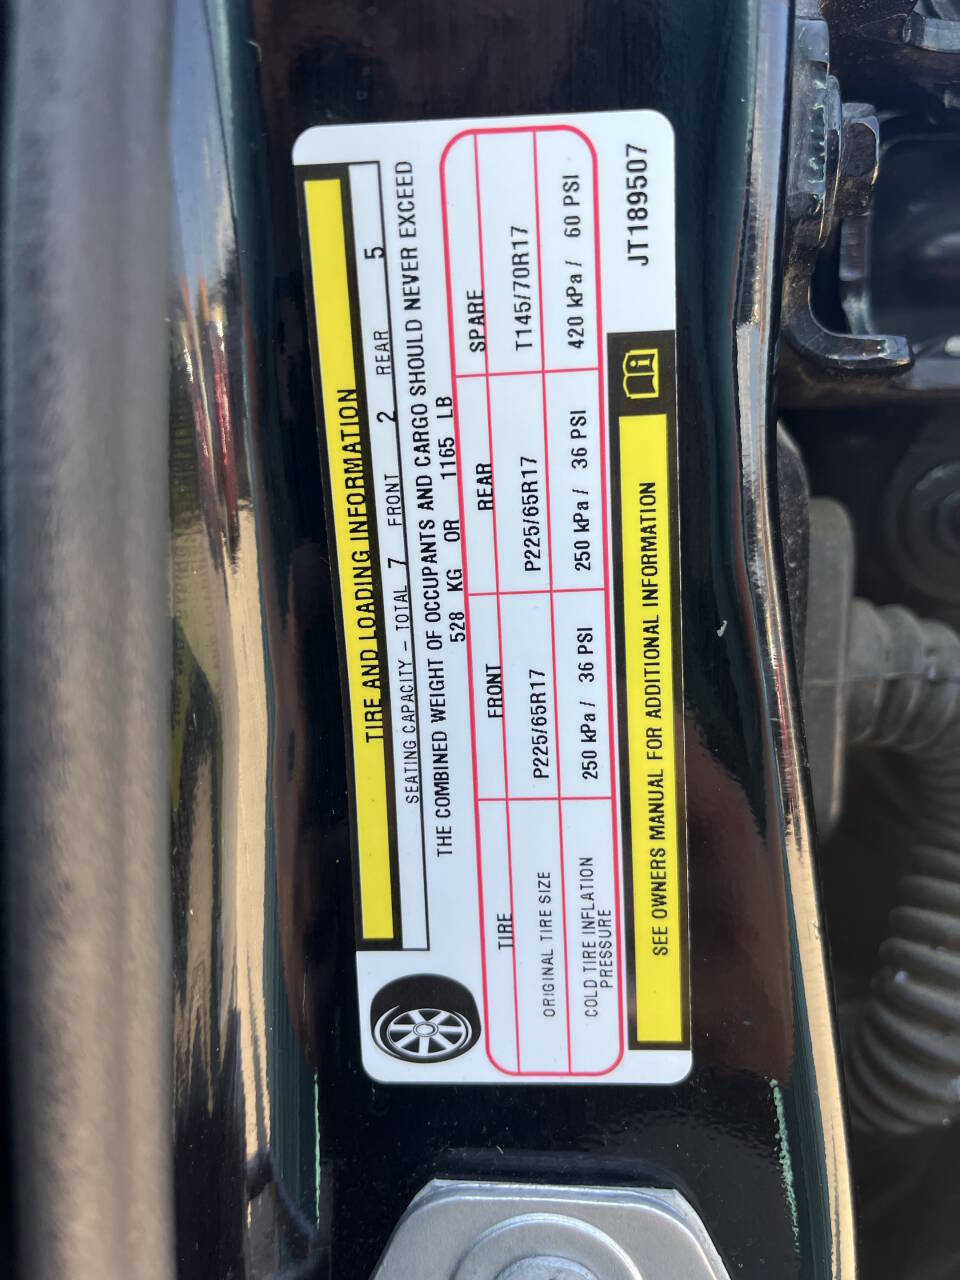 TIRE AND LOADING INFORMATION
SEATING CAPACITY – TOTAL 7 FRONT 2 REAR 5
THE COMBINED WEIGHT OF OCCUPANTS AND CARGO SHOULD NEVER EXCEED
528 KG OR 1165 LB
TIRE FRONT REAR SPARE
ORIGINAL TIRE SIZE P225/65R17 P225/65R17 T145/70R17
COLD TIRE INFLATION PRESSURE 250 kPa / 36 PSI 250 kPa / 36 PSI 420 kPa / 60 PSI
SEE OWNERS MANUAL FOR ADDITIONAL INFORMATION
JT189507